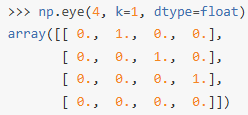 >>> np.eye(4, k=1, dtype=float)
array([[ 0.,  1.,  0.,  0.],
       [ 0.,  0.,  1.,  0.],
       [ 0.,  0.,  0.,  1.],
       [ 0.,  0.,  0.,  0.]])